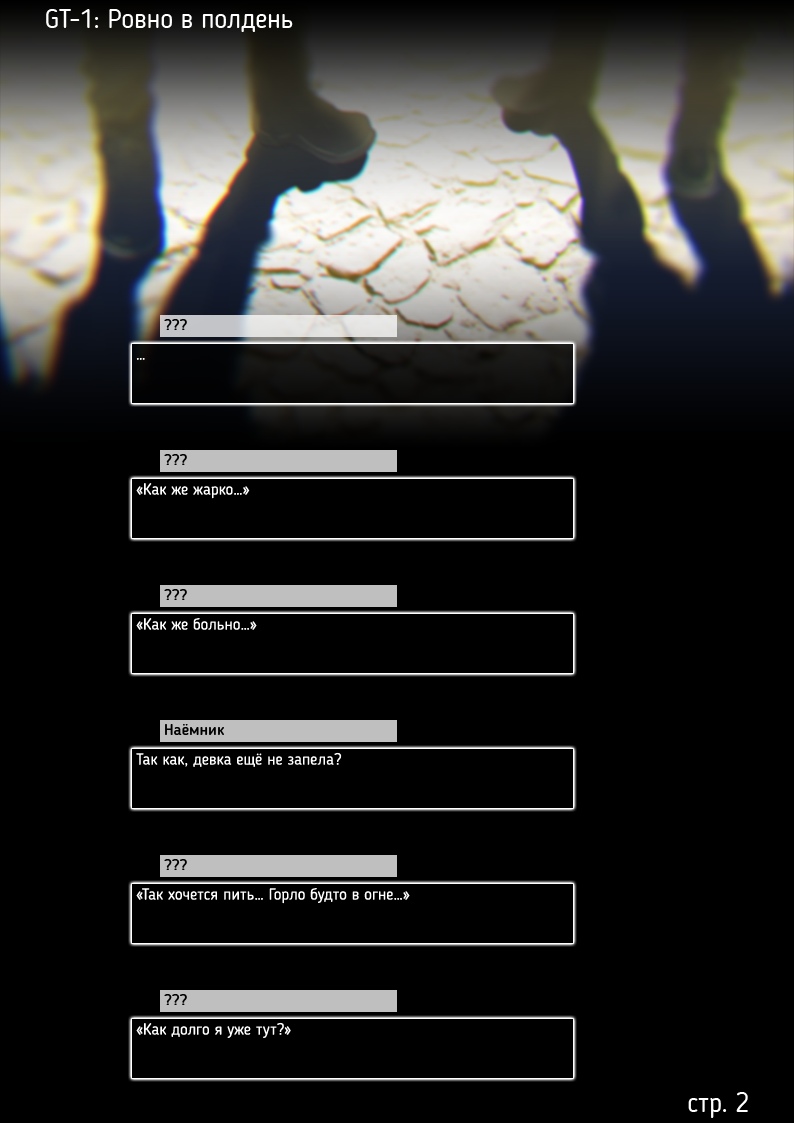 GT-1: Ровно в полдень
???
...
???
«Как же жарко...»
???
«Как же больно...»
Наёмник
Так как, девка ещё не запела?
???
«Так хочется пить... Горло будто в огне...»
???
«Как долго я уже тут?»
стр. 2